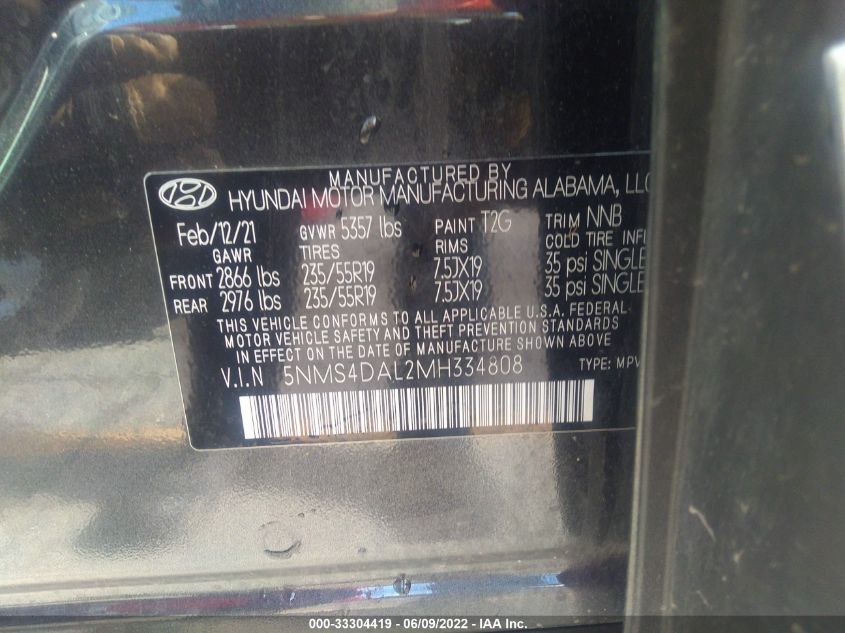 MANUFACTURED BY
HYUNDAI MOTOR MANUFACTURING ALABAMA, LLC
Feb/12/21 GVWR 5357 lbs PAINT T2G TRIM NNB
GAWR TIRES RIMS COLD TIRE INFL
FRONT 2866 lbs 235/55R19 7.5JX19 35 psi SINGLE
REAR 2976 lbs 235/55R19 7.5JX19 35 psi SINGLE
THIS VEHICLE CONFORMS TO ALL APPLICABLE U.S.A. FEDERAL
MOTOR VEHICLE SAFETY AND THEFT PREVENTION STANDARDS
IN EFFECT ON THE DATE OF MANUFACTURE SHOWN ABOVE
V.I.N 5NMS4DAL2MH334808 TYPE: MPV
000-33304419 - 06/09/2022 - IAA Inc.